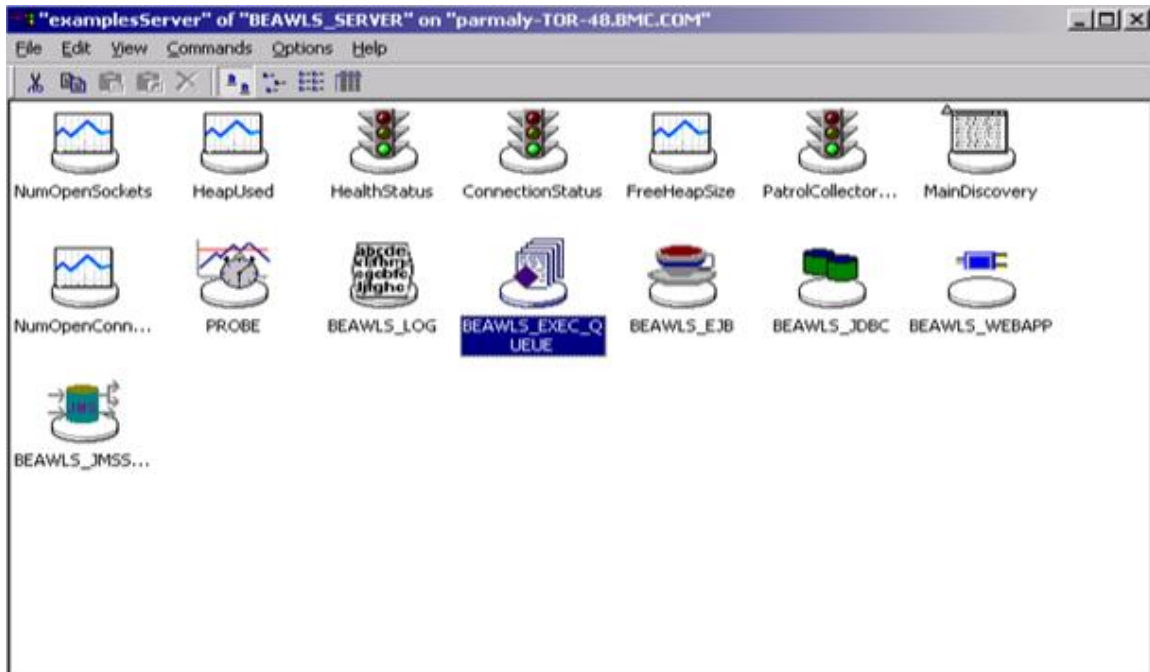 "examplesServer" of "BEAWLS_SERVER" on "parmaly-TOR-48.BMC.COM"
File Edit View Commands Options Help
NumOpenSockets HeapUsed HealthStatus ConnectionStatus FreeHeapSize PatrolCollector... MainDiscovery
NumOpenConn... PROBE BEAWLS_LOG BEAWLS_EXEC_Q BEAWLS_EJB BEAWLS_JDBC BEAWLS_WEBAPP
UEUE
BEAWLS_JMSS...